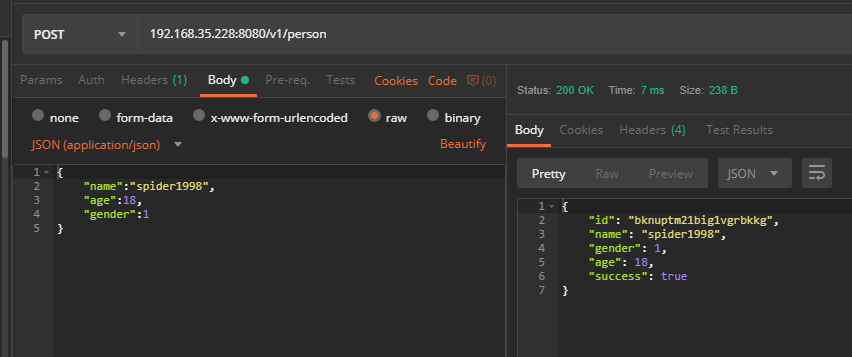 POST 192.168.35.228:8080/v1/person
Params Auth Headers (1) Body Pre-req. Tests Cookies Code (0)
none form-data x-www-form-urlencoded raw binary
JSON (application/json) Beautify
1 {
2 "name":"spider1998",
3 "age":18,
4 "gender":1
5 }
Status: 200 OK Time: 7 ms Size: 238 B
Body Cookies Headers (4) Test Results
Pretty Raw Preview JSON
1 {
2 "id": "bknuptm21big1vgrbkkg",
3 "name": "spider1998",
4 "gender": 1,
5 "age": 18,
6 "success": true
7 }